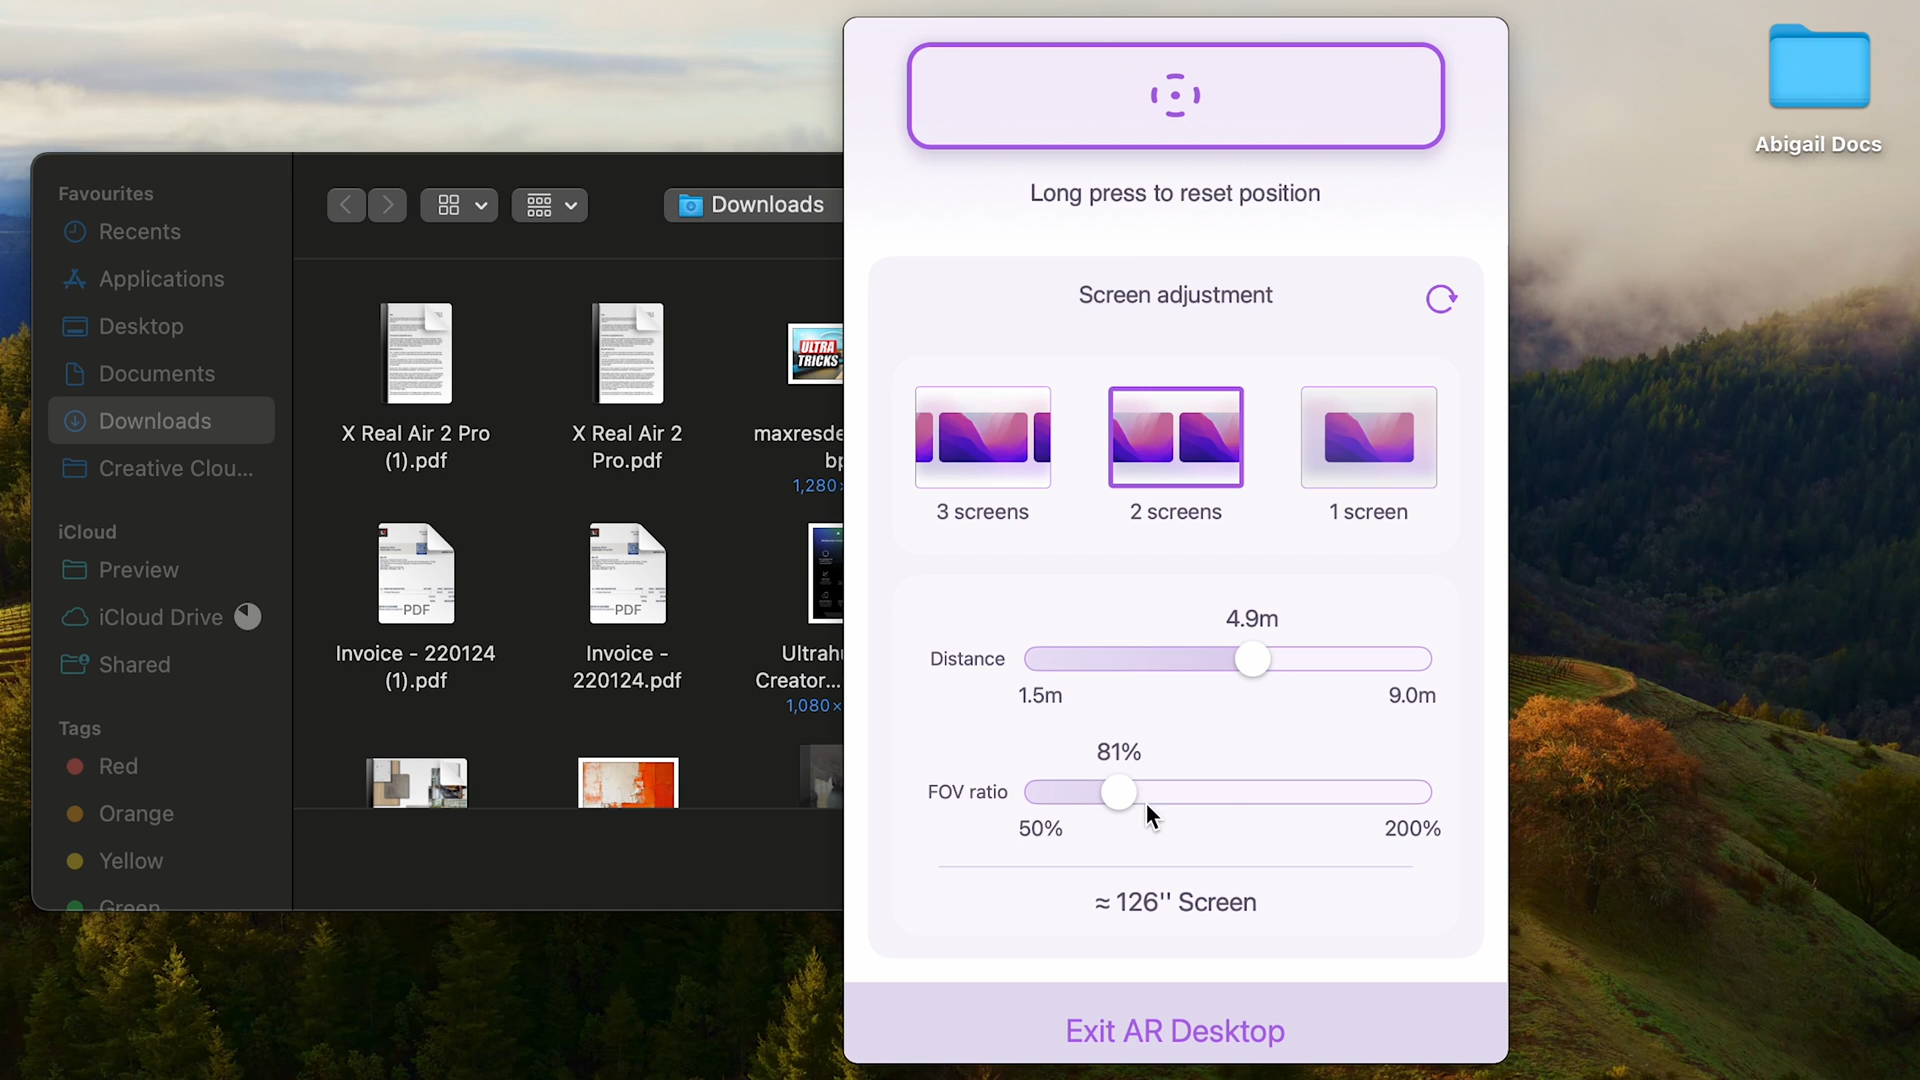 Abigail Docs
Favourites
Recents
Applications
Desktop
Documents
Downloads
Creative Clou...
iCloud
Preview
iCloud Drive
Shared
Tags
Red
Orange
Yellow
Green
Downloads
X Real Air 2 Pro
(1).pdf
X Real Air 2
Pro.pdf
ULTRA
TRICKS
maxresde
1,280×
PDF
Invoice - 220124
(1).pdf
PDF
Invoice -
220124.pdf
Ultrahu
Creator...
1,080×
Long press to reset position
Screen adjustment
3 screens
2 screens
1 screen
4.9m
Distance
1.5m
9.0m
81%
FOV ratio
50%
200%
≈ 126'' Screen
Exit AR Desktop